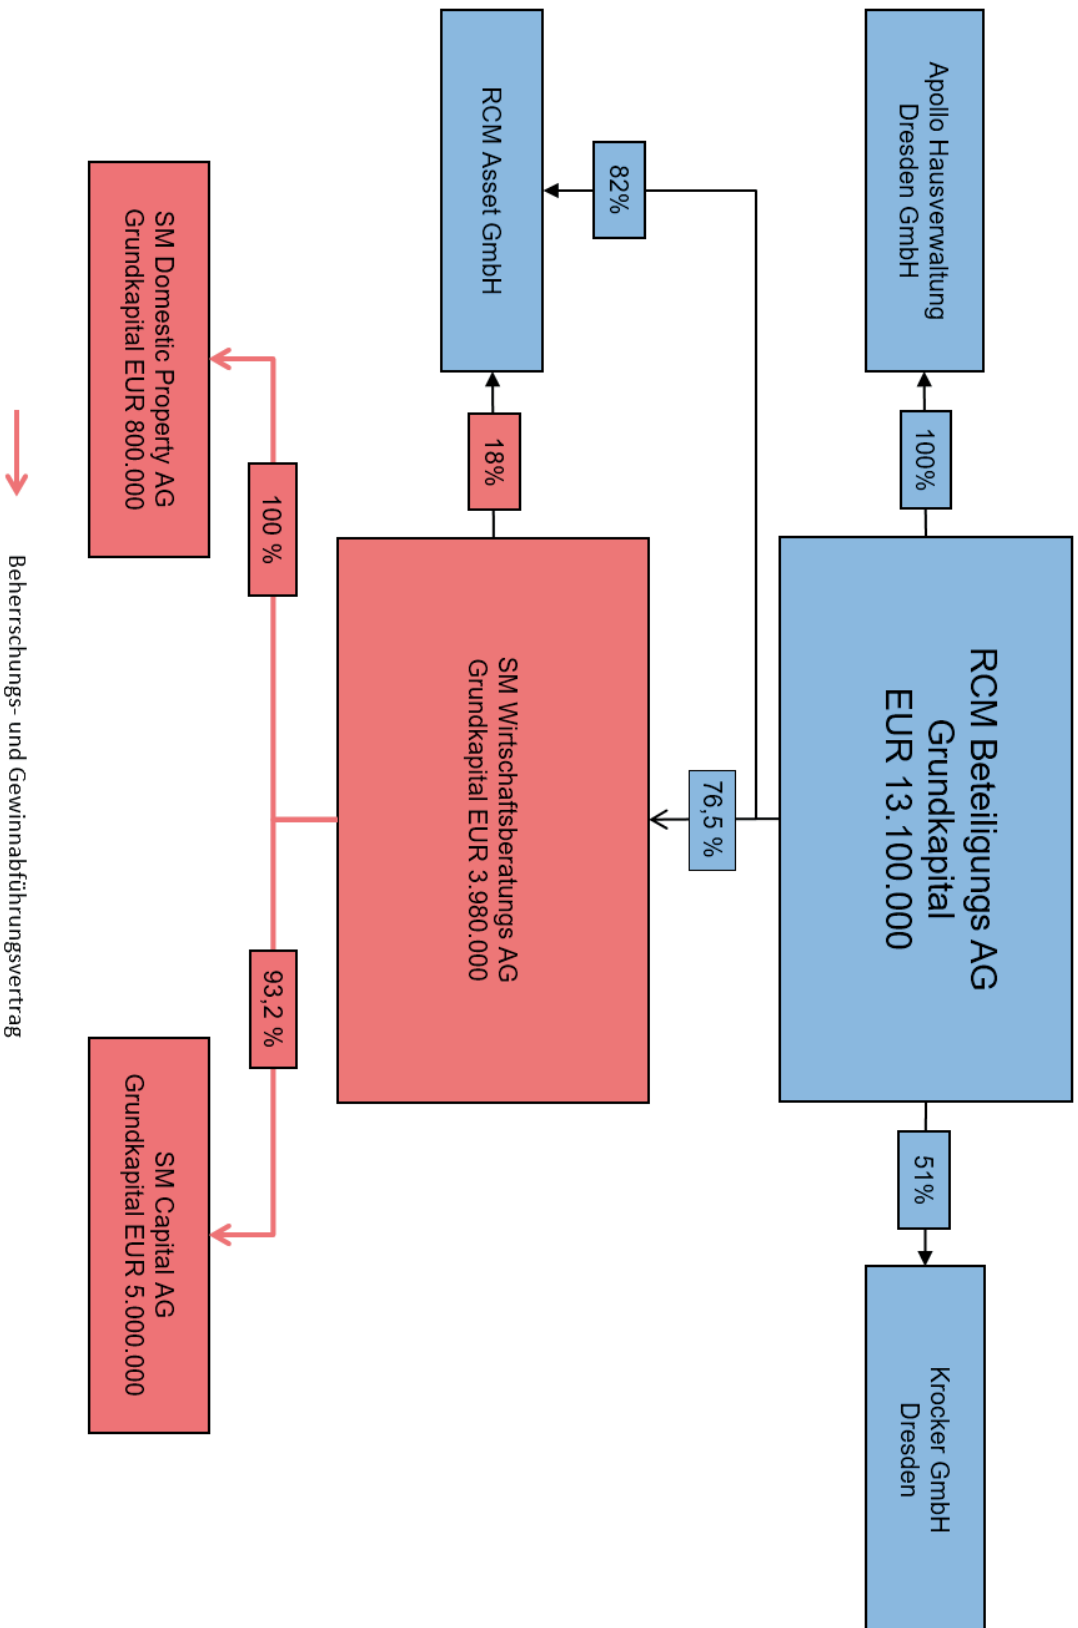 RCM Beteiligungs AG
Grundkapital
EUR 13.100.000
Apollo Hausverwaltung
Dresden GmbH
100%
51%
Krocker GmbH
Dresden
76,5 %
82%
RCM Asset GmbH
18%
SM Wirtschaftsberatungs AG
Grundkapital EUR 3.980.000
100 %
93,2 %
SM Domestic Property AG
Grundkapital EUR 800.000
SM Capital AG
Grundkapital EUR 5.000.000
Beherrschungs- und Gewinnabführungsvertrag